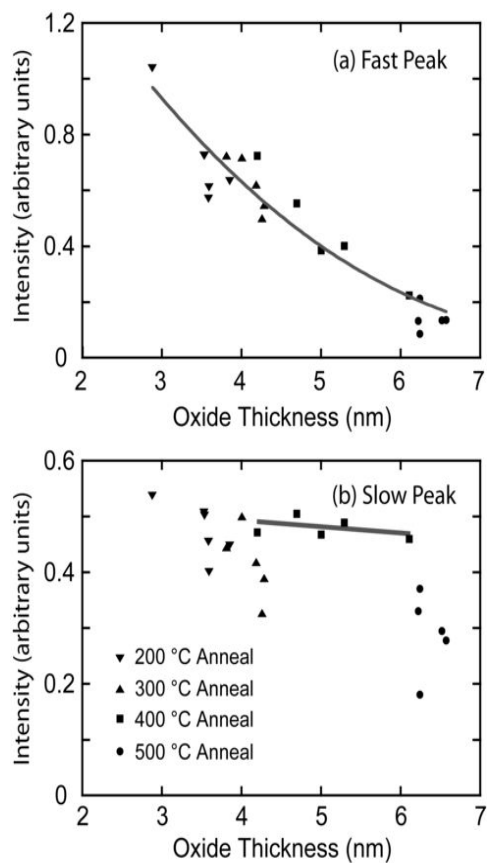 1.2
(a) Fast Peak
0.8
0.4
0
Intensity (arbitrary units)
2 3 4 5 6 7
Oxide Thickness (nm)
0.6
(b) Slow Peak
0.4
0.2
0
Intensity (arbitrary units)
200 °C Anneal
300 °C Anneal
400 °C Anneal
500 °C Anneal
2 3 4 5 6 7
Oxide Thickness (nm)